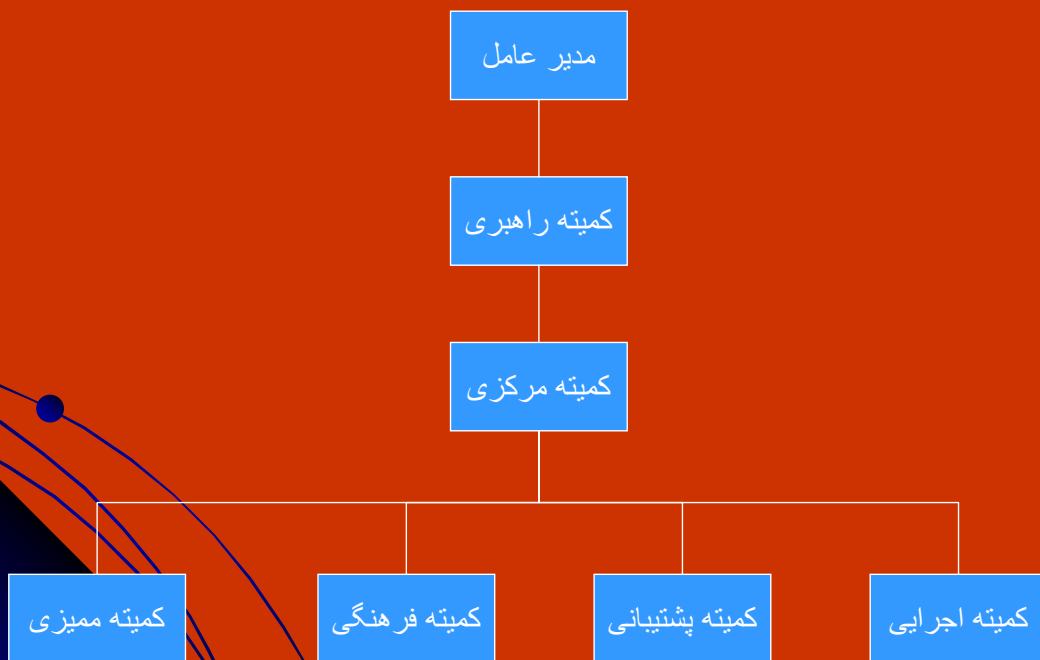 مدیر عامل
کمیته راهبری
کمیته مرکزی
کمیته اجرایی
کمیته پشتیبانی
کمیته فرهنگی
کمیته ممیزی